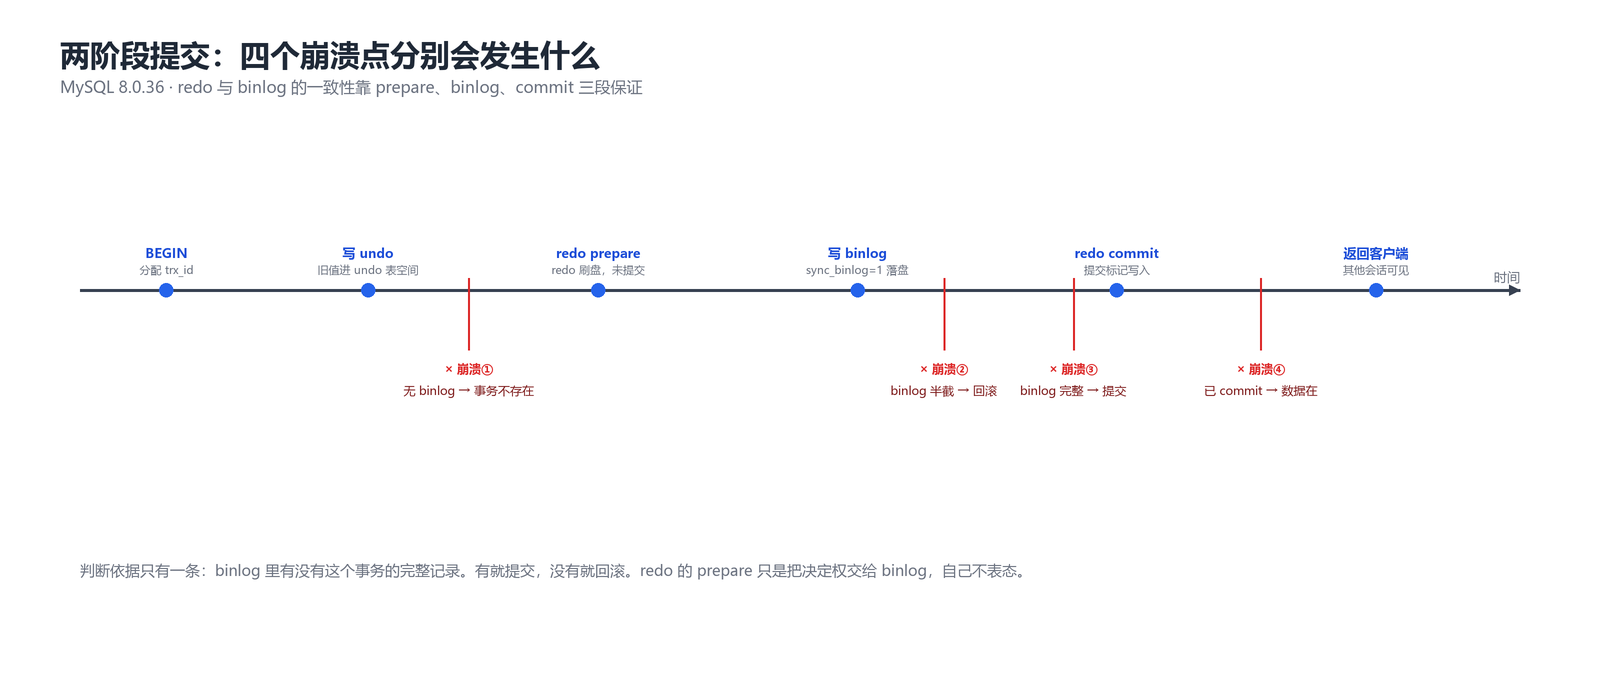 两阶段提交：四个崩溃点分别会发生什么
MySQL 8.0.36 · redo 与 binlog 的一致性靠 prepare、binlog、commit 三段保证
BEGIN
分配 trx_id
写 undo
旧值进 undo 表空间
redo prepare
redo 刷盘，未提交
写 binlog
sync_binlog=1 落盘
redo commit
提交标记写入
返回客户端
其他会话可见
时间
× 崩溃①
无 binlog → 事务不存在
× 崩溃②
binlog 半截 → 回滚
× 崩溃③
binlog 完整 → 提交
× 崩溃④
已 commit → 数据在
判断依据只有一条：binlog 里有没有这个事务的完整记录。有就提交，没有就回滚。redo 的 prepare 只是把决定权交给 binlog，自己不表态。